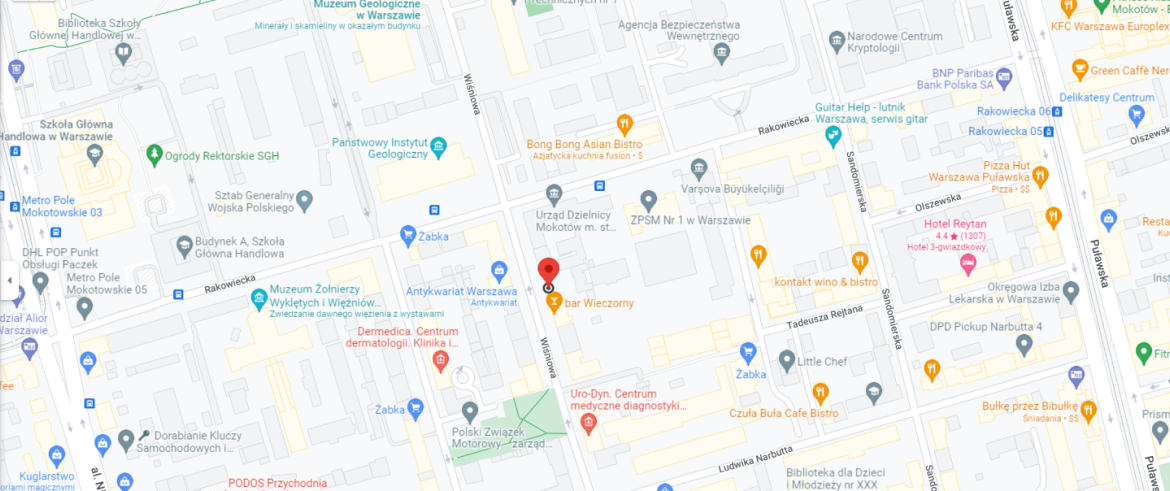 Muzeum Geologiczne
w Warszawie
Minerały i skamieliny w okazałym budynku
Biblioteka Szkoły
Głównej Handlowej w...
Agencja Bezpieczeństwa
Wewnętrznego
Narodowe Centrum
Kryptologii
Puławska
KFC Warszawa Europlex
Mokotów - B
BNP Paribas
Bank Polska SA
Green Caffè Ner
Delikatesy Centrum
Wiśniowa
Szkoła Główna
Handlowa w Warszawie
Ogrody Rektorskie SGH
Państwowy Instytut
Geologiczny
Bong Bong Asian Bistro
Azjatycka kuchnia fusion • $
Rakowiecka
Guitar Help - lutnik
Warszawa, serwis gitar
Rakowiecka 06
Rakowiecka 05
Olszewska
Pizza Hut
Warszawa Puławska
Pizza • $$
Sandomierska
Varşova Büyükelçiliği
Metro Pole
Mokotowskie 03
Sztab Generalny
Wojska Polskiego
Urząd Dzielnicy
Mokotów m. st...
ZPSM Nr 1 w Warszawie
Olszewska
Hotel Reytan
4.4 ★ (1307)
Hotel 3-gwiazdkowy
Resta
Puławska
Żabka
Budynek A, Szkoła
Główna Handlowa
DHL POP Punkt
Obsługi Paczek
Metro Pole
Mokotowskie 05
Rakowiecka
Antykwariat Warszawa
Antykwariat
bar Wieczorny
kontakt wino & bistro
Okręgowa Izba
Lekarska w Warszawie
Muzeum Żołnierzy
Wyklętych i Więźniów...
Zwiedzanie dawnego więzienia z wystawami
dział Alior
Warszawie
Tadeusza Rejtana
Sandomierska
DPD Pickup Narbutta 4
Dermedica. Centrum
dermatologii. Klinika i...
Wiśniowa
Żabka
Little Chef
Fitn
ffee
Uro-Dyn. Centrum
medyczne diagnostyki...
Żabka
Czuła Buła Cafe Bistro
Bułkę przez Bibułkę
Śniadania • $$
Polski Związek
Motorowy - zarząd...
Dorabianie Kluczy
Samochodowych i...
Prism
Ludwika Narbutta
Kuglarstwo
oriami magicznymi
al. Ni
PODOS Przychodnia
Biblioteka dla Dzieci
i Młodzieży nr XXX
Sando
Puławska